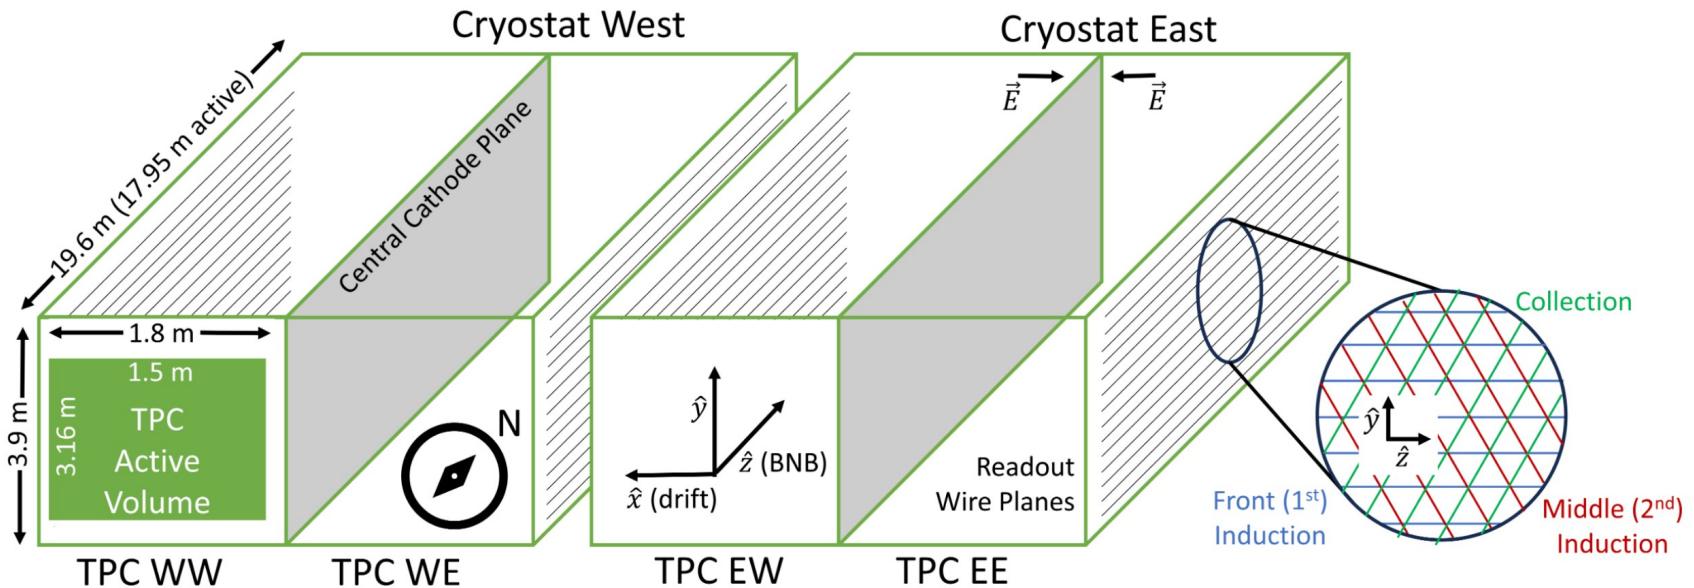 Cryostat West
Cryostat East
19.6 m (17.95 m active)
Central Cathode Plane
$\vec{E}$
$\vec{E}$
1.8 m
1.5 m
3.16 m
3.9 m
TPC
Active
Volume
N
ŷ
ẑ (BNB)
x̂ (drift)
Readout
Wire Planes
Collection
ŷ
ẑ
Front (1st)
Induction
Middle (2nd)
Induction
TPC WW
TPC WE
TPC EW
TPC EE